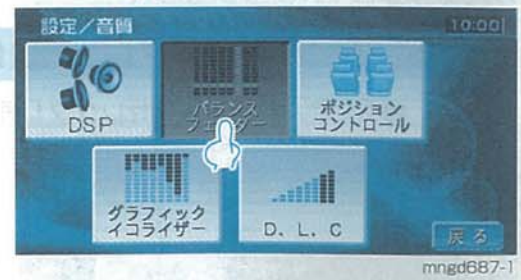 設定／音質
10:00
DSP
バランス
フェーダー
ポジション
コントロール
グラフィック
イコライザー
D. L. C
戻る
mngd687-1